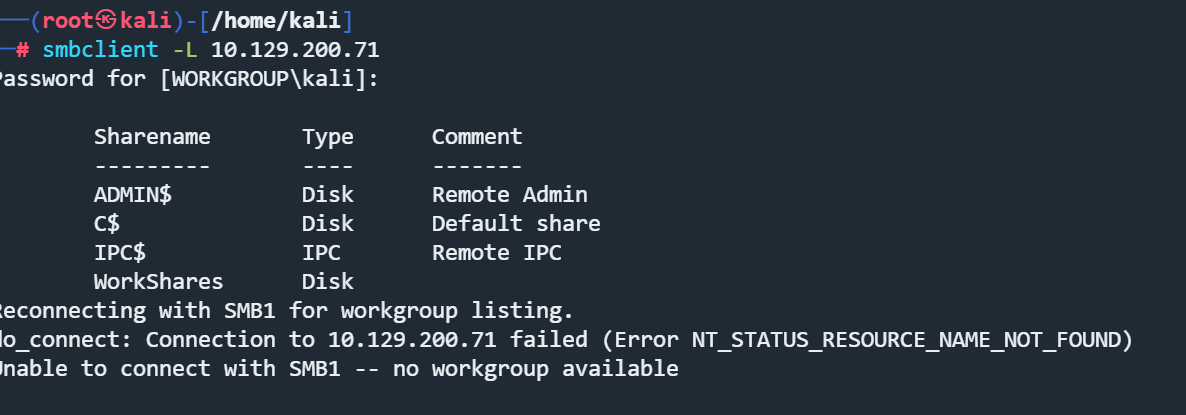 (root㉿kali)-[/home/kali]
# smbclient -L 10.129.200.71
Password for [WORKGROUP\kali]:
Sharename Type Comment
--------- ---- -------
ADMIN$ Disk Remote Admin
C$ Disk Default share
IPC$ IPC Remote IPC
WorkShares Disk
Reconnecting with SMB1 for workgroup listing.
do_connect: Connection to 10.129.200.71 failed (Error NT_STATUS_RESOURCE_NAME_NOT_FOUND)
Unable to connect with SMB1 -- no workgroup available